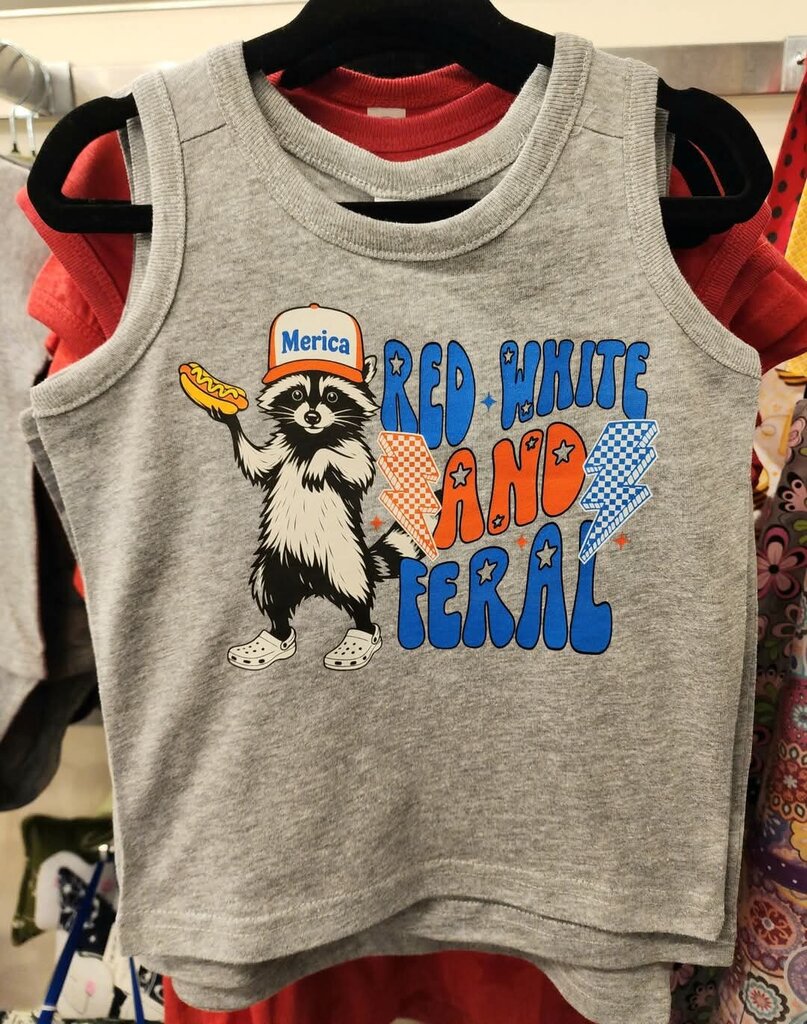 Merica
RED WHITE
AND
FERAL